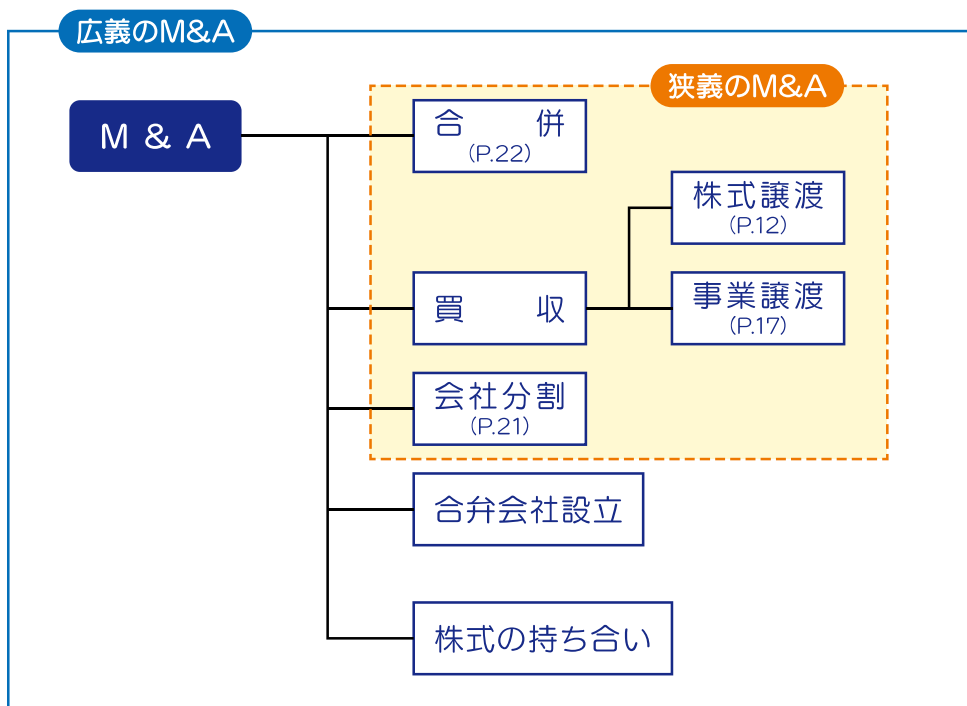 広義のM&A
狭義のM&A
M & A
合併
(P.22)
株式譲渡
(P.12)
買収
事業譲渡
(P.17)
会社分割
(P.21)
合弁会社設立
株式の持ち合い